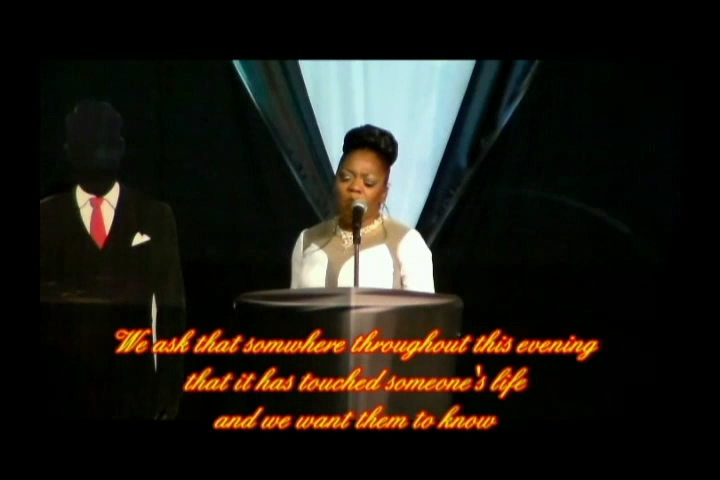 We ask that somwhere throughout this evening
that it has touched someone's life
and we want them to know